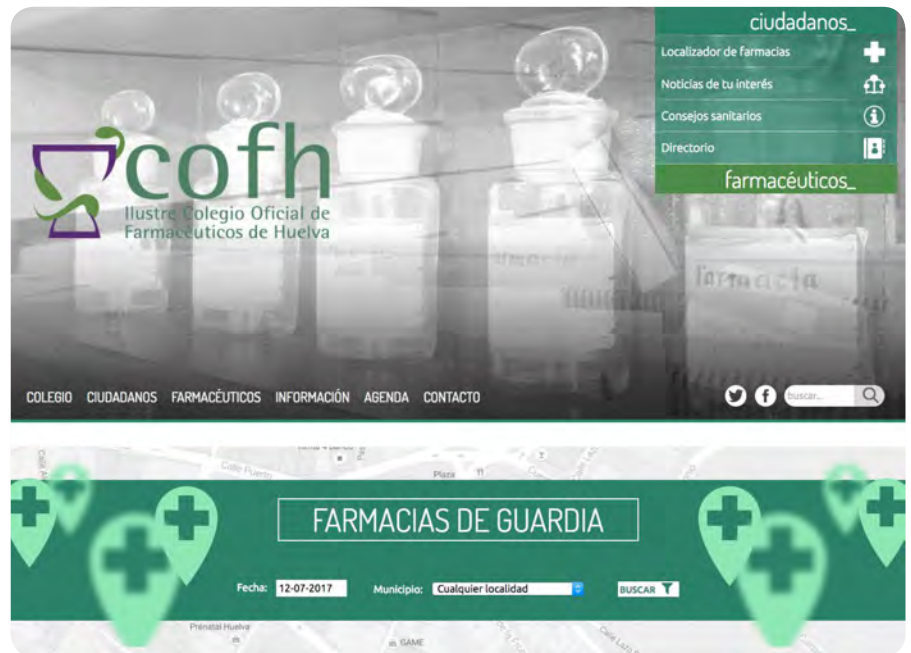 ciudadanos_
Localizador de farmacias
Noticias de tu interés
Consejos sanitarios
Directorio
farmacéuticos_
cofh
Ilustre Colegio Oficial de
Farmacéuticos de Huelva
farmacia
COLEGIO CIUDADANOS FARMACÉUTICOS INFORMACIÓN AGENDA CONTACTO
buscar...
Calle Puerto
Plaza
FARMACIAS DE GUARDIA
Fecha: 12-07-2017 Municipio: Cualquier localidad BUSCAR
Prénatal Huelva
GAME